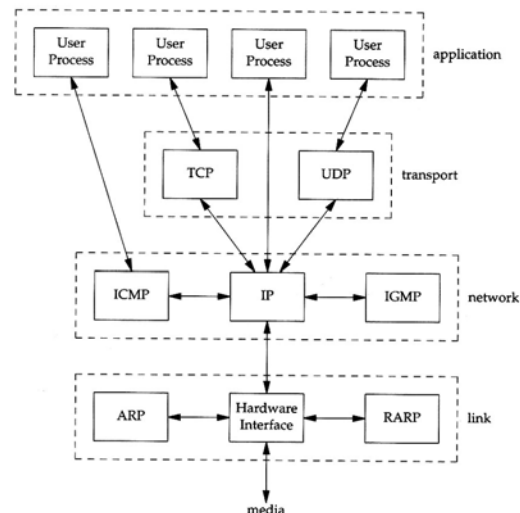 User
Process
User
Process
User
Process
User
Process
application
TCP
UDP
transport
ICMP
IP
IGMP
network
ARP
Hardware
Interface
RARP
link
media